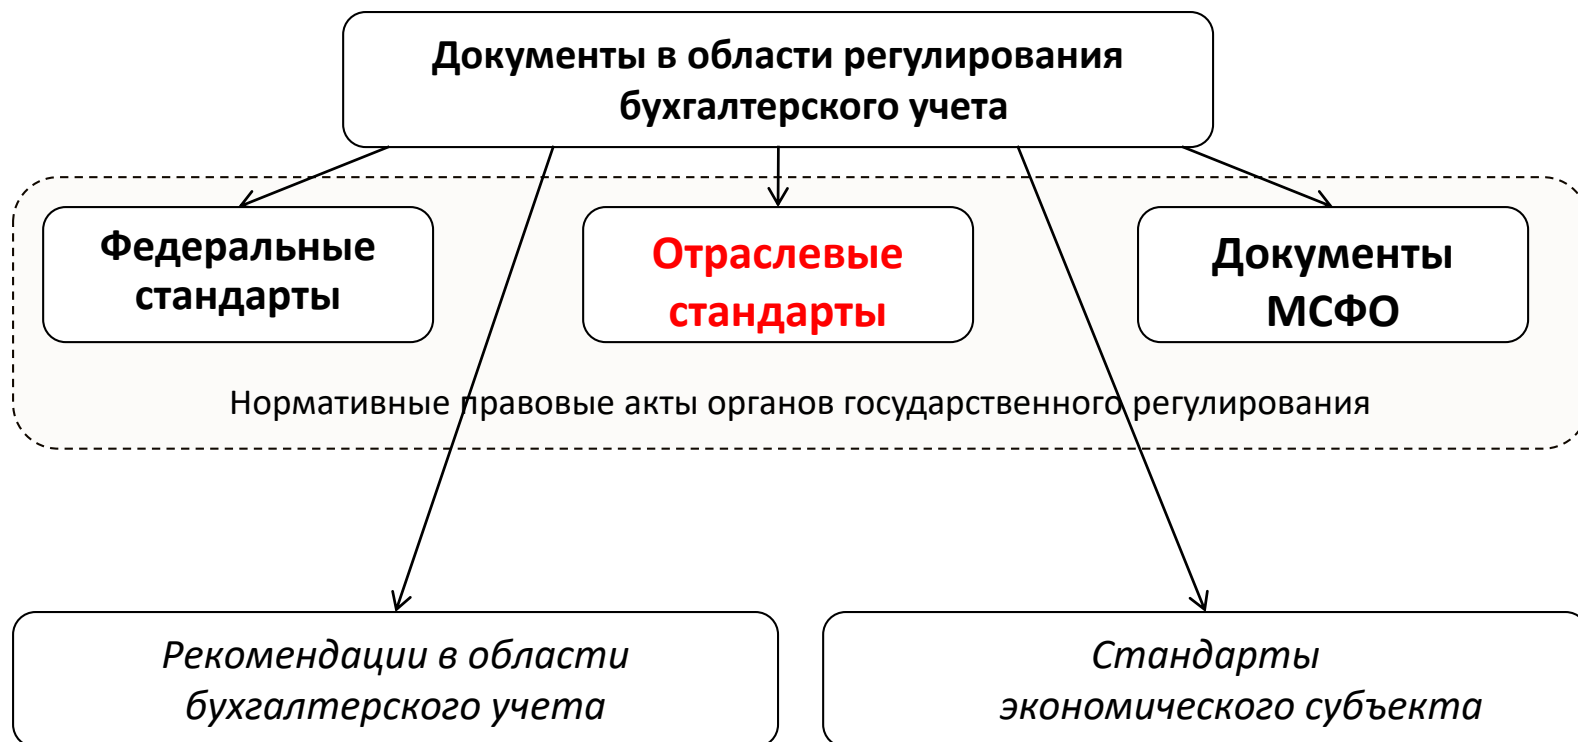 Документы в области регулирования
бухгалтерского учета
Федеральные
стандарты
Отраслевые
стандарты
Документы
МСФО
Нормативные правовые акты органов государственного регулирования
Рекомендации в области
бухгалтерского учета
Стандарты
экономического субъекта